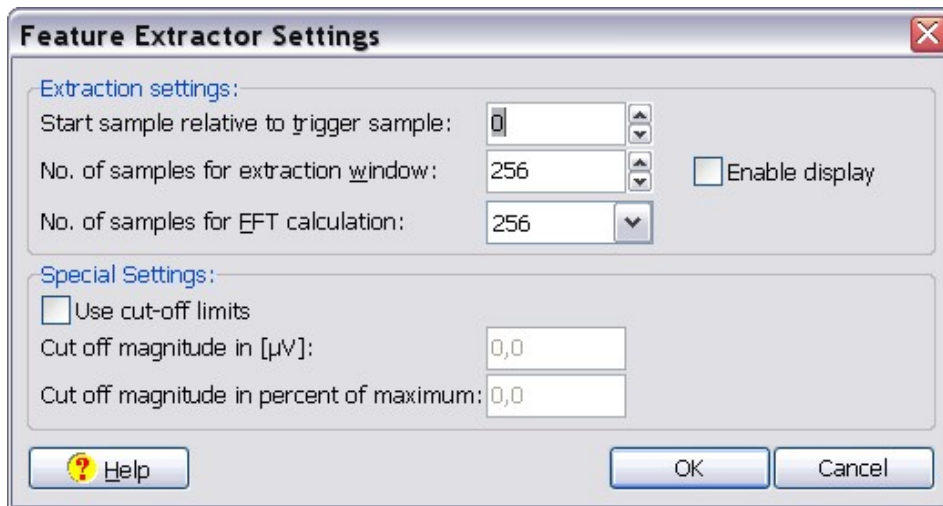 Feature Extractor Settings
Extraction settings:
Start sample relative to trigger sample: 0
No. of samples for extraction window: 256 Enable display
No. of samples for FFT calculation: 256
Special Settings:
Use cut-off limits
Cut off magnitude in [µV]: 0,0
Cut off magnitude in percent of maximum: 0,0
Help OK Cancel